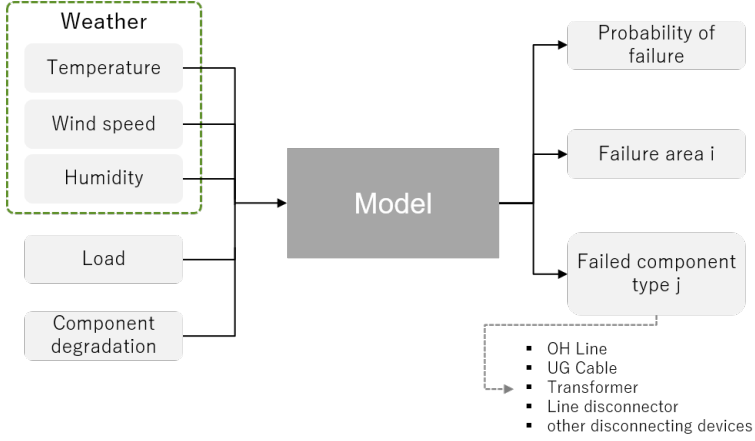 Weather
Temperature
Wind speed
Humidity
Load
Component
degradation
Model
Probability of
failure
Failure area i
Failed component
type j
▪ OH Line
▪ UG Cable
▪ Transformer
▪ Line disconnector
▪ other disconnecting devices